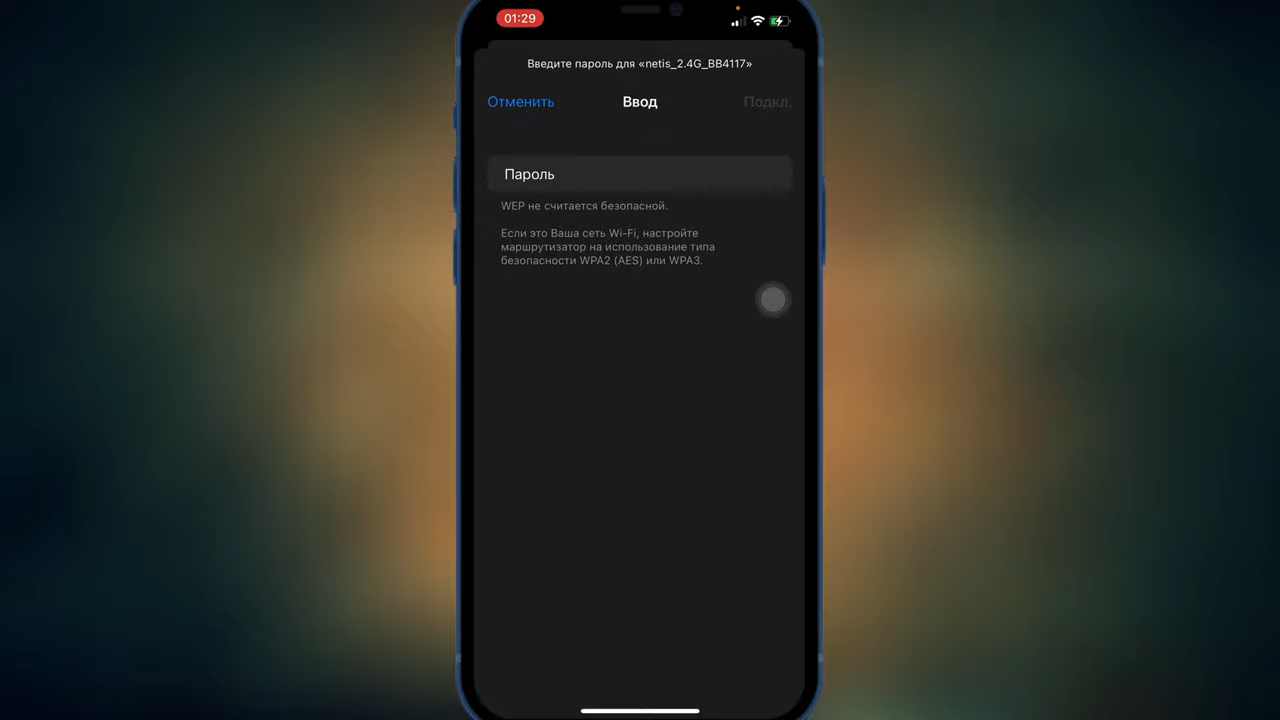 01:29
Введите пароль для «netis_2.4G_BB4117»
Отменить
Ввод
Подкл.
Пароль
WEP не считается безопасной.
Если это Ваша сеть Wi-Fi, настройте
маршрутизатор на использование типа
безопасности WPA2 (AES) или WPA3.